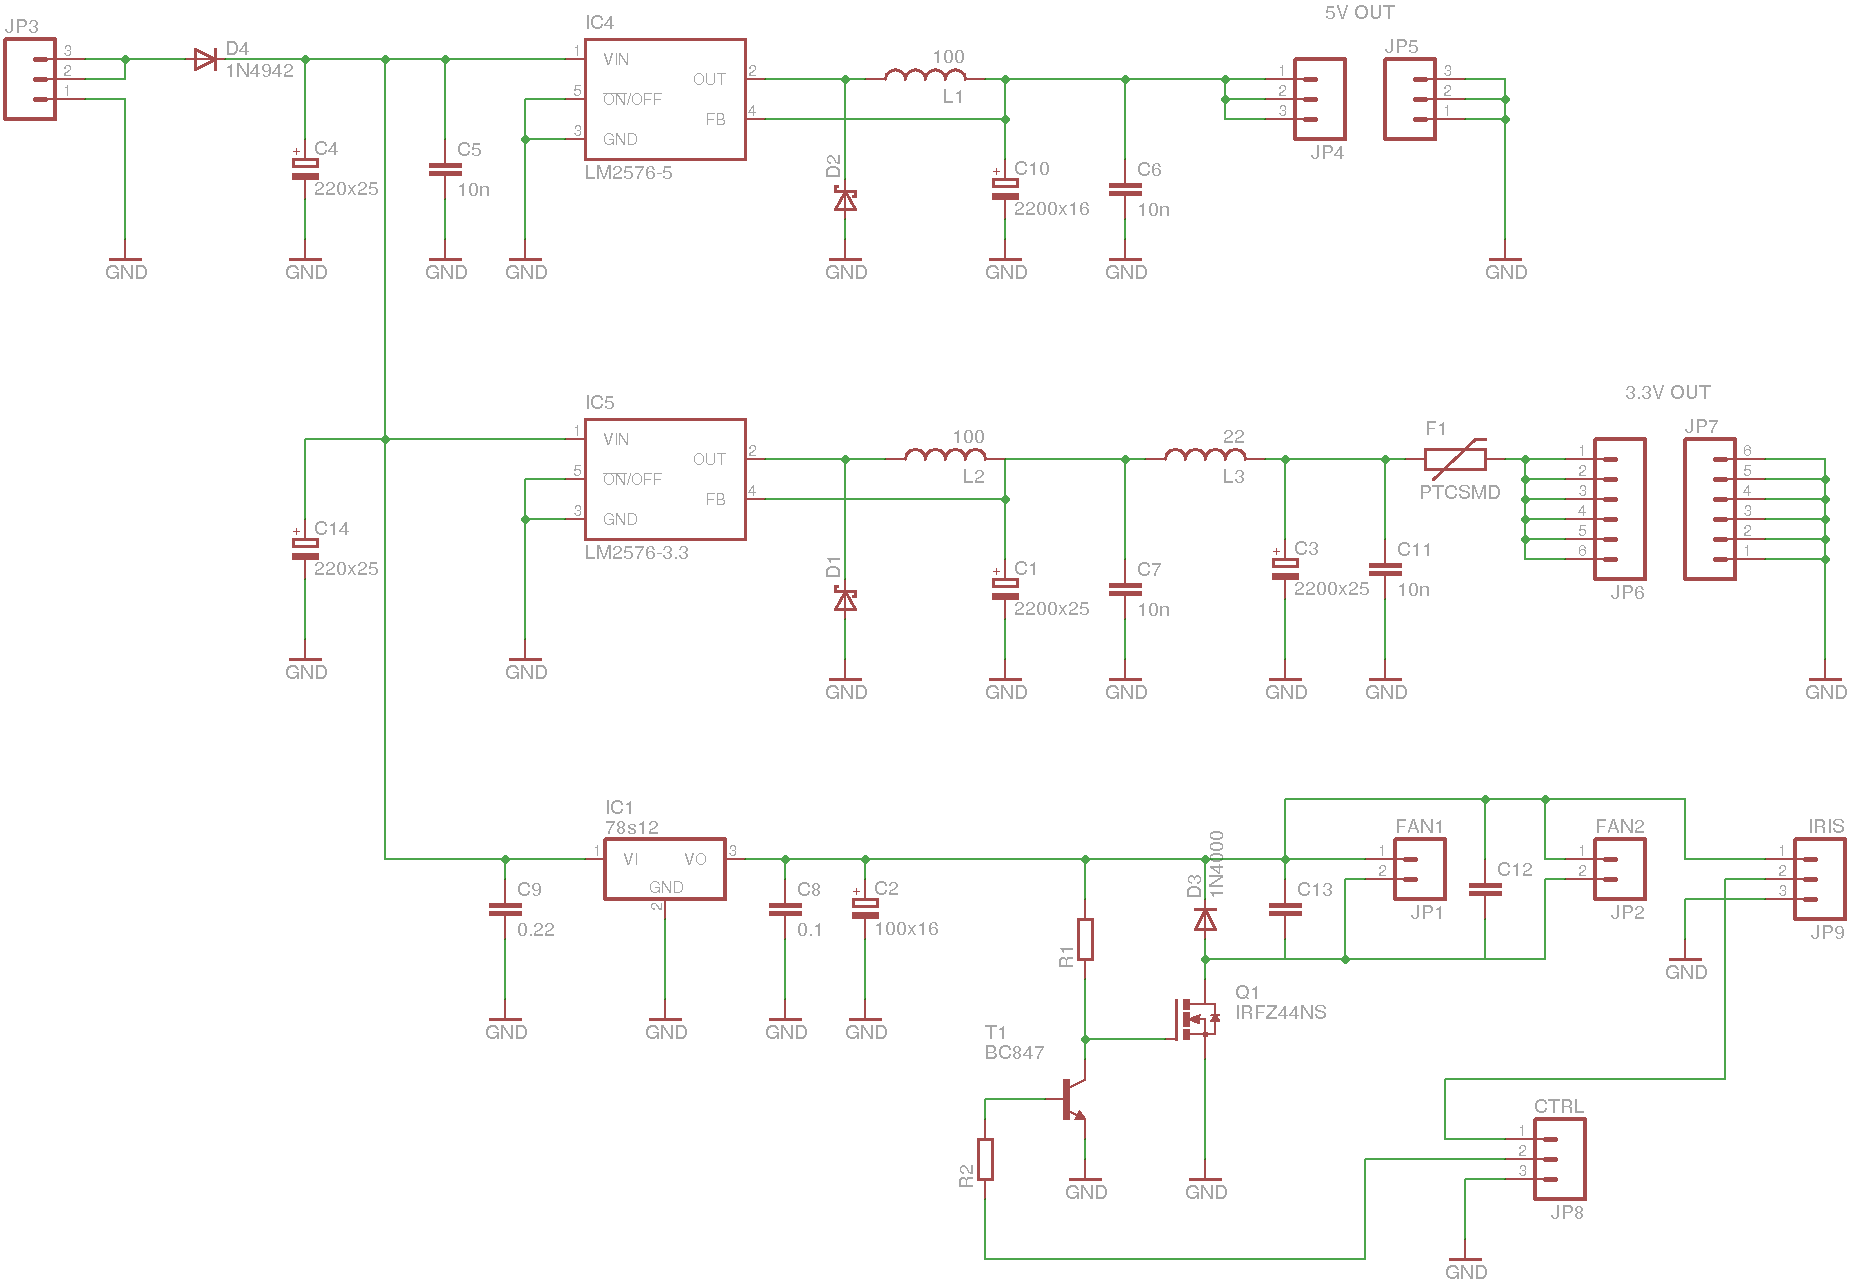 JP3
3
2
1
GND
D4
1N4942
C4
220x25
GND
C5
10n
GND
IC4
1
VIN
5
ON/OFF
3
GND
OUT
2
FB
4
LM2576-5
GND
D2
GND
100
L1
C10
2200x16
GND
C6
10n
GND
5V OUT
1
2
3
JP4
JP5
3
2
1
GND
C14
220x25
GND
IC5
1
VIN
5
ON/OFF
3
GND
OUT
2
FB
4
LM2576-3.3
GND
D1
GND
100
L2
C1
2200x25
GND
C7
10n
GND
22
L3
C3
2200x25
GND
C11
10n
GND
F1
PTCSMD
3.3V OUT
1
2
3
4
5
6
JP6
JP7
6
5
4
3
2
1
GND
C9
0.22
GND
IC1
78s12
1
VI
VO
3
GND
2
GND
C8
0.1
GND
C2
100x16
GND
R1
D3
1N4000
C13
FAN1
1
2
JP1
C12
FAN2
1
2
JP2
IRIS
1
2
3
JP9
GND
Q1
IRFZ44NS
T1
BC847
GND
GND
R2
CTRL
1
2
3
JP8
GND